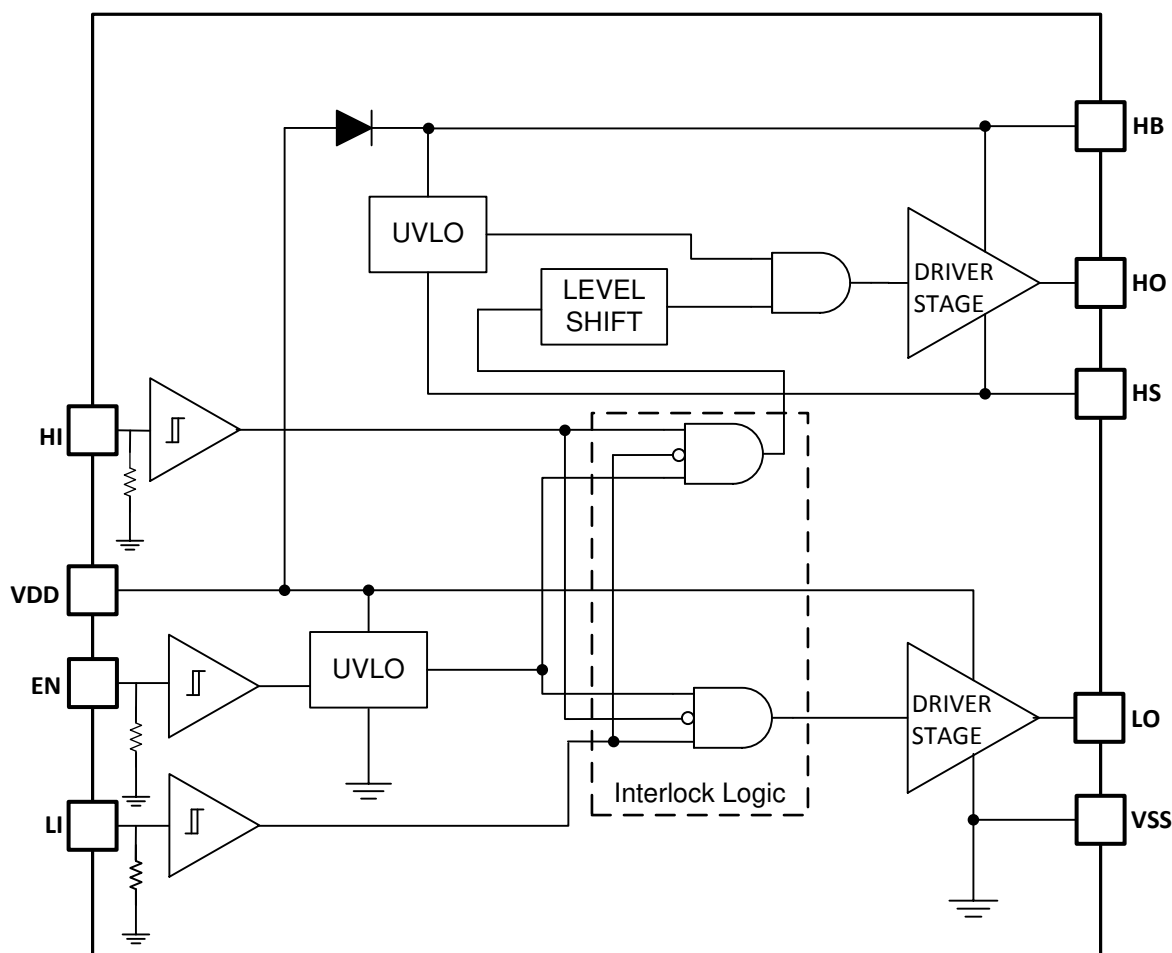 HB
UVLO
DRIVER
STAGE
HO
LEVEL
SHIFT
HS
HI
VDD
EN
UVLO
DRIVER
STAGE
LO
Interlock Logic
LI
VSS